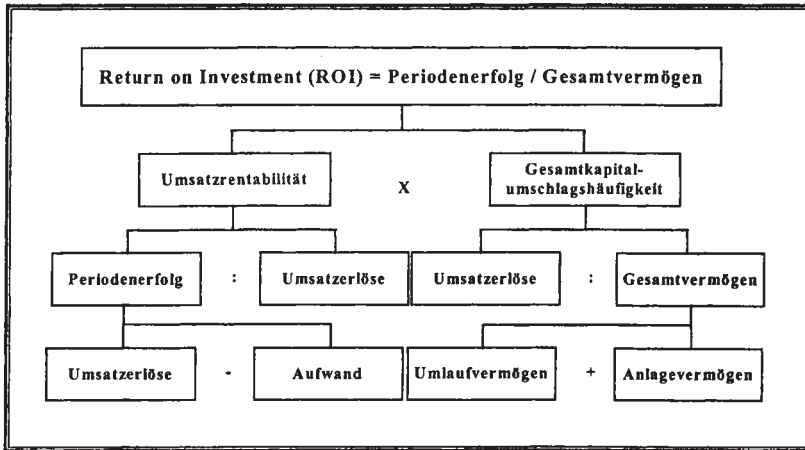 Return on Investment (ROI) = Periodenerfolg / Gesamtvermögen
Umsatzrentabilität
X
Gesamtkapital-
umschlagshäufigkeit
Periodenerfolg : Umsatzerlöse
Umsatzerlöse : Gesamtvermögen
Umsatzerlöse - Aufwand
Umlaufvermögen + Anlagevermögen